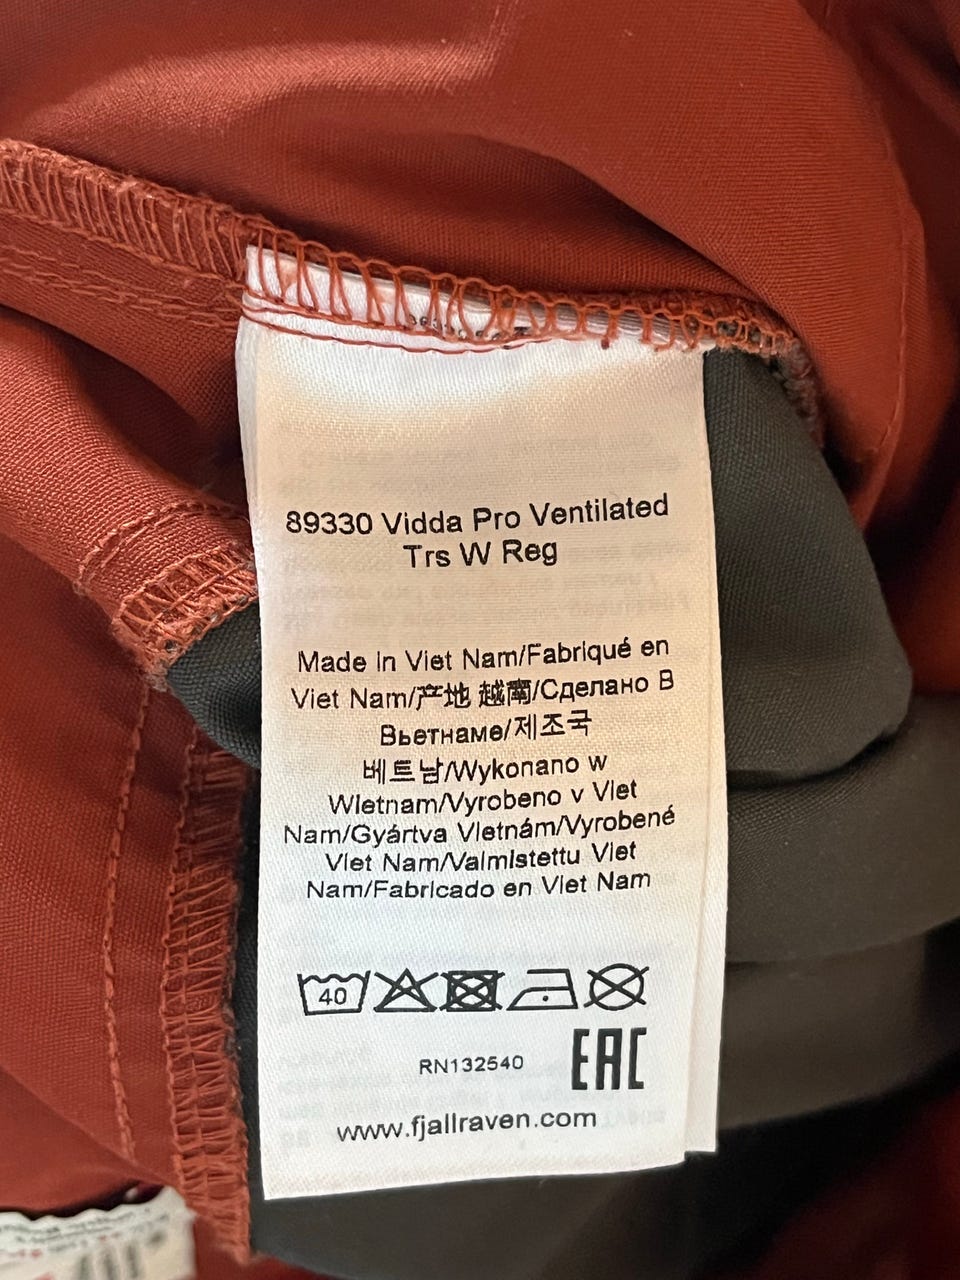 89330 Vidda Pro Ventilated
Trs W Reg
Made in Viet Nam/Fabriqué en
Viet Nam/产地 越南/Сделано В
Вьетнаме/제조국
베트남/Wykonano w
Wietnam/Vyrobeno v Viet
Nam/Gyártva Vietnám/Vyrobené
Viet Nam/Valmistettu Viet
Nam/Fabricado en Viet Nam
40
RN132540
EAC
www.fjallraven.com